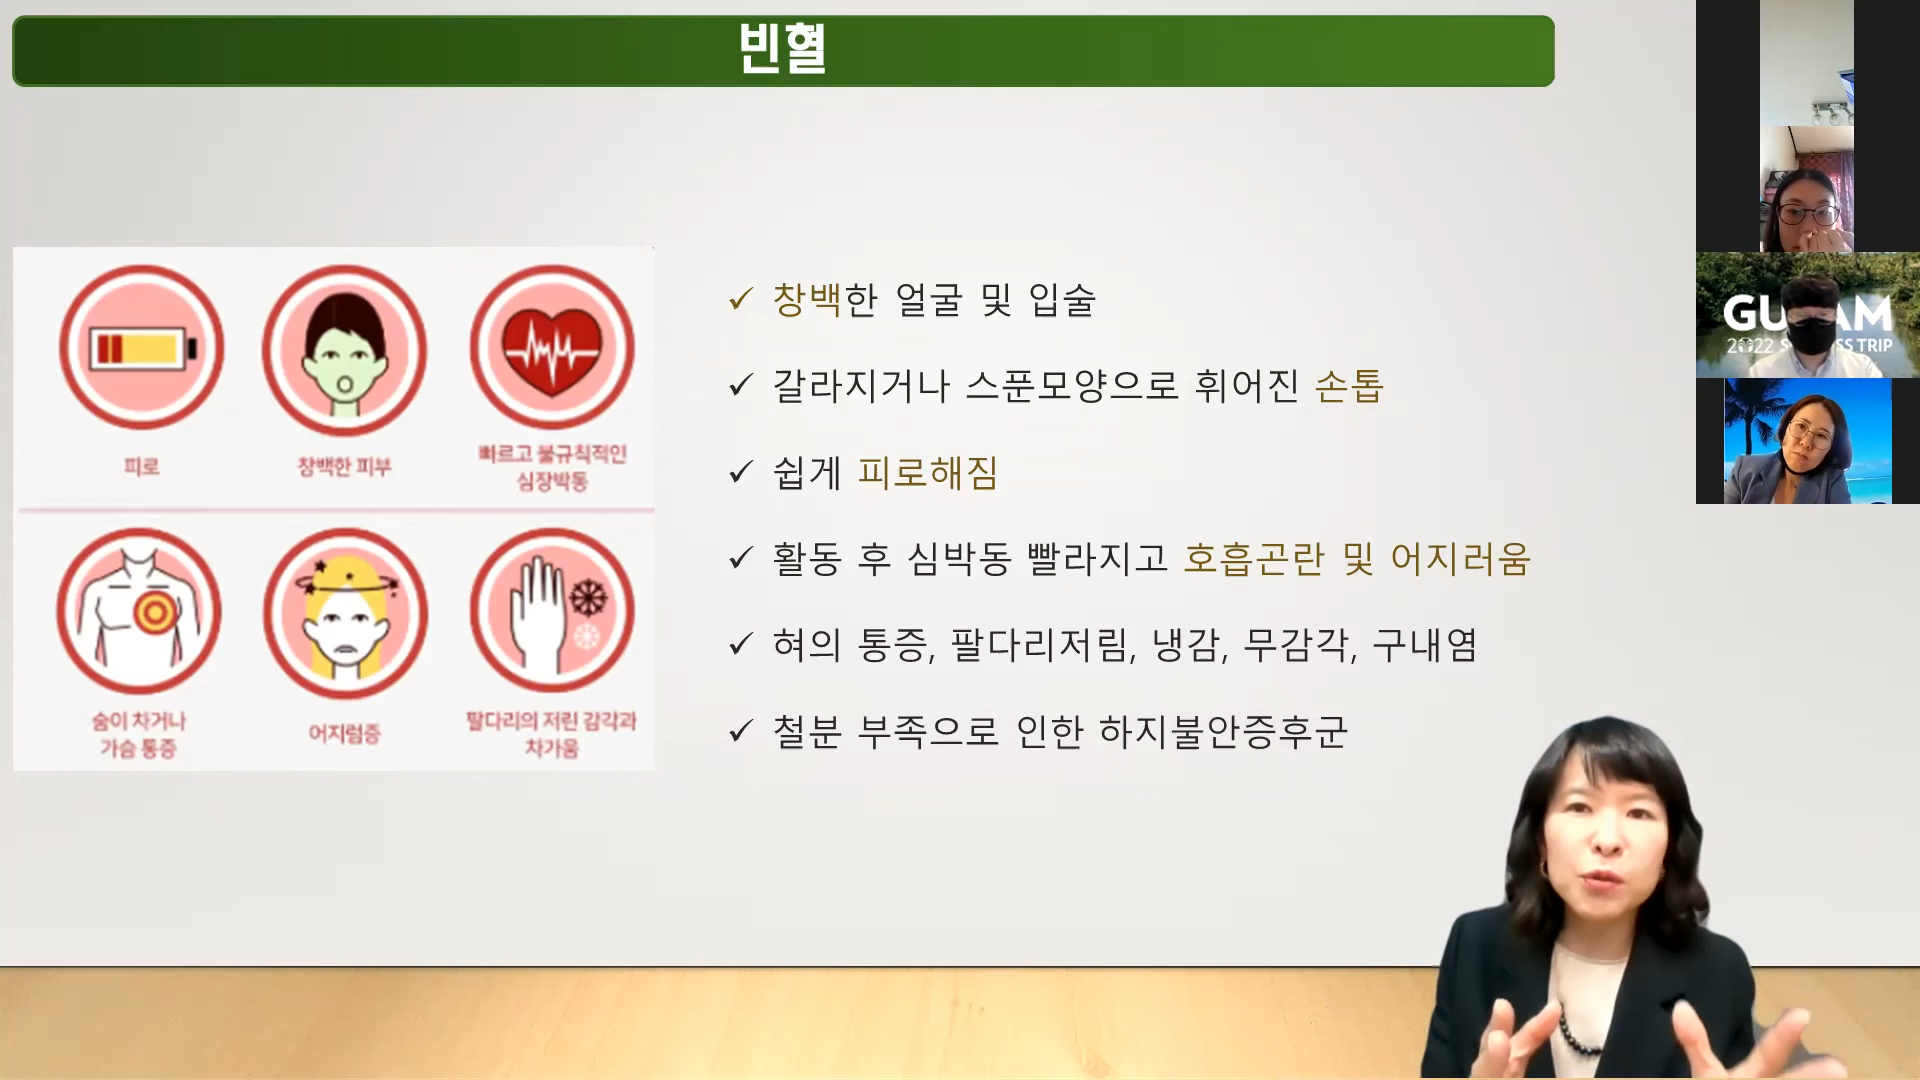 빈혈
피로
창백한 피부
빠르고 불규칙적인
심장박동
숨이 차거나
가슴 통증
어지럼증
팔다리의 저린 감각과
차가움
✓ 창백한 얼굴 및 입술
✓ 갈라지거나 스푼모양으로 휘어진 손톱
✓ 쉽게 피로해짐
✓ 활동 후 심박동 빨라지고 호흡곤란 및 어지러움
✓ 혀의 통증, 팔다리저림, 냉감, 무감각, 구내염
✓ 철분 부족으로 인한 하지불안증후군
TRIP